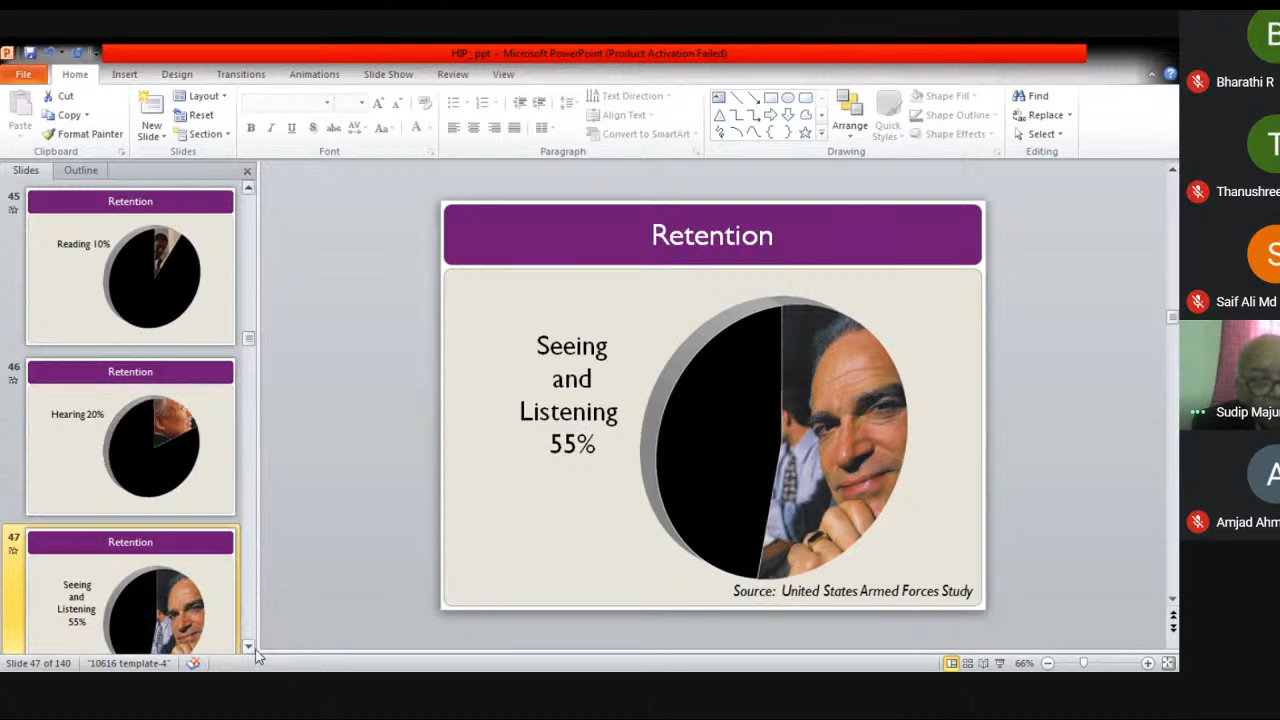 HIP_ppt - Microsoft PowerPoint (Product Activation Failed)
File Home Insert Design Transitions Animations Slide Show Review View
Paste
Cut
Copy
Format Painter
Clipboard
New Slide
Layout
Reset
Section
Slides
B I U S abc AV Aa A
Font
Text Direction
Align Text
Convert to SmartArt
Paragraph
Arrange
Quick Styles
Shape Fill
Shape Outline
Shape Effects
Drawing
Find
Replace
Select
Editing
Slides Outline
45
Retention
Reading 10%
46
Retention
Hearing 20%
47
Retention
Seeing
and
Listening
55%
Retention
Seeing
and
Listening
55%
Source: United States Armed Forces Study
Slide 47 of 140 "10616 template-4" 66%
B
Bharathi R
T
Thanushree
S
Saif Ali Md
Sudip Maju
A
Amjad Ahm